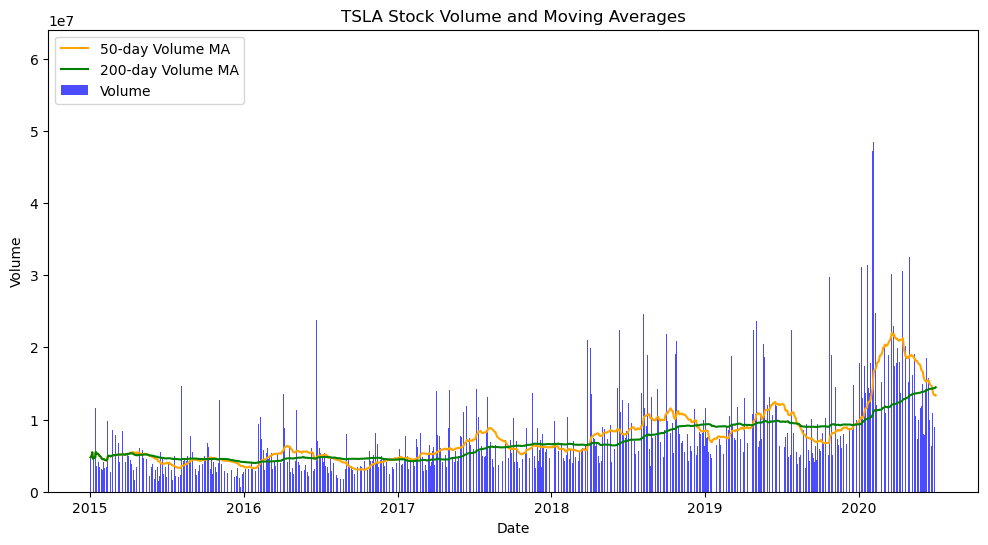 TSLA Stock Volume and Moving Averages
1e7
50-day Volume MA
200-day Volume MA
Volume
6
5
4
3
2
1
0
Volume
2015 2016 2017 2018 2019 2020
Date